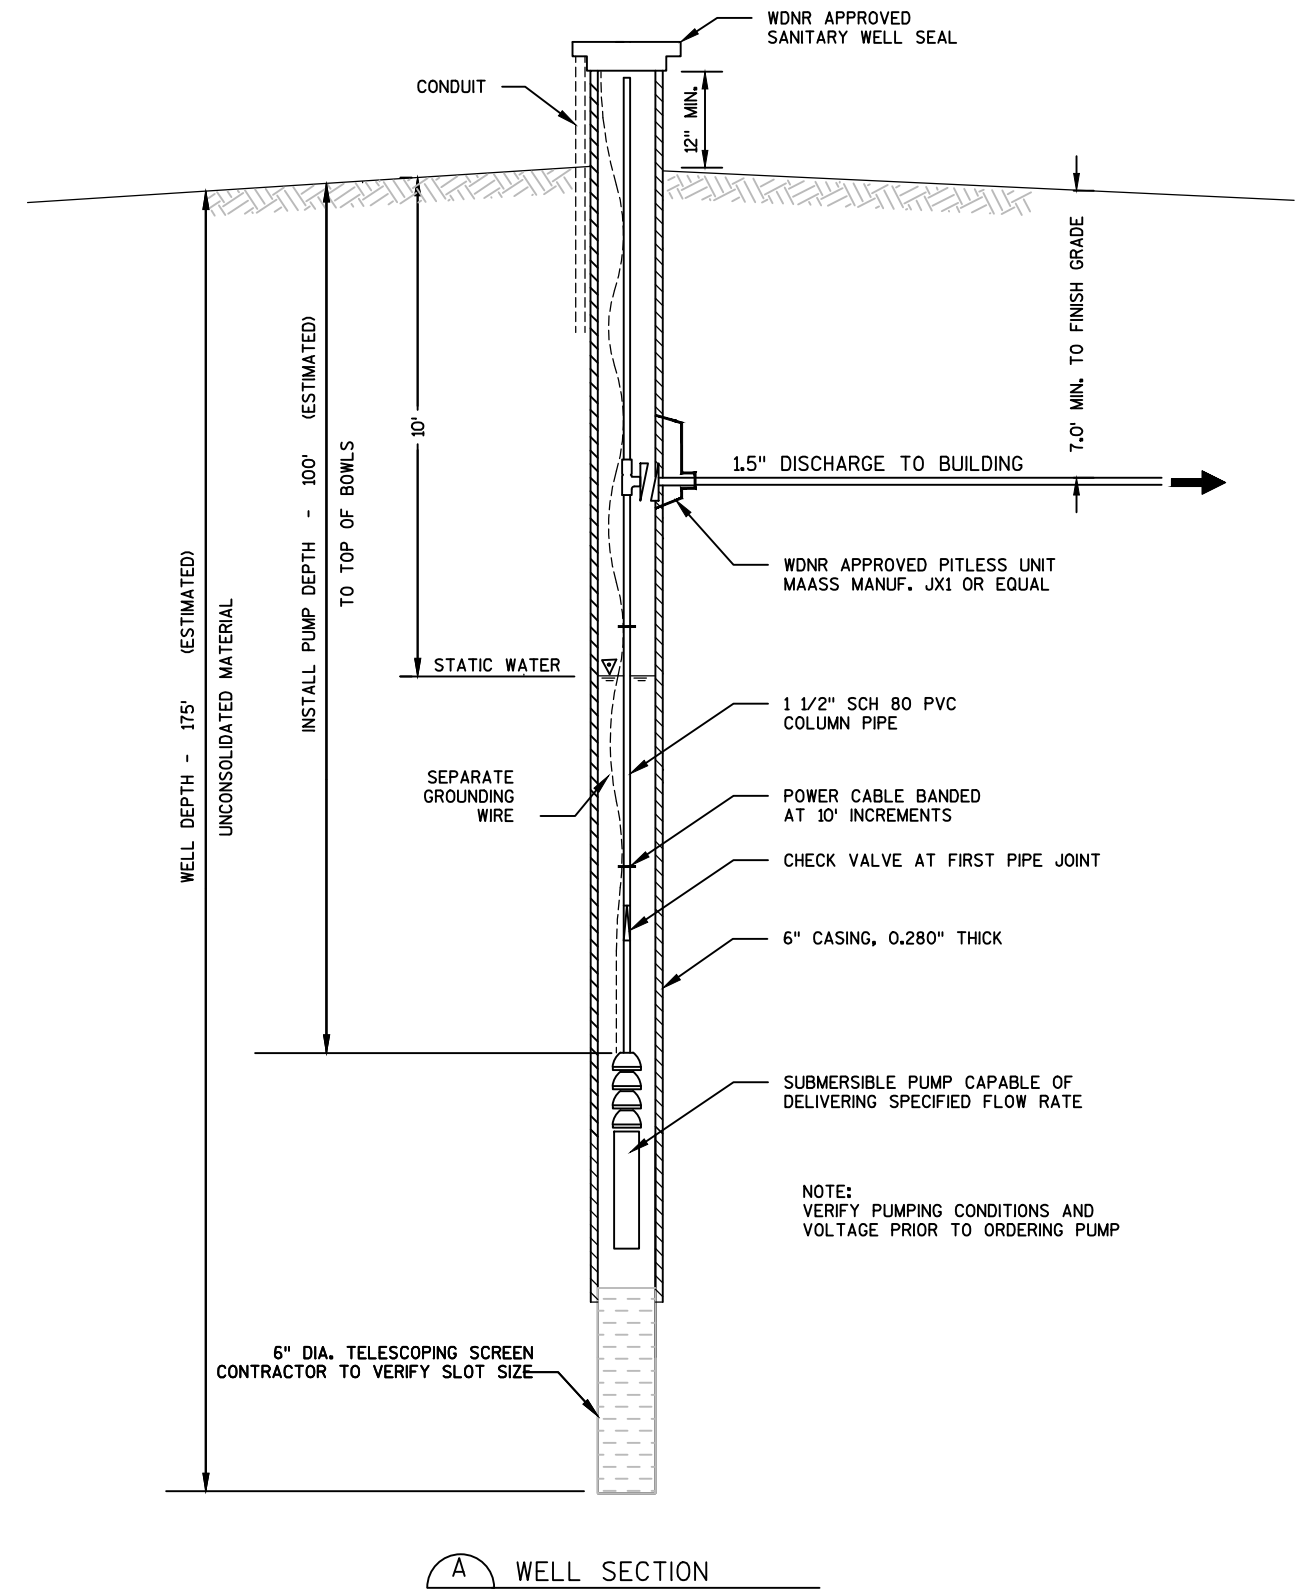 WDNR APPROVED
SANITARY WELL SEAL
CONDUIT
12" MIN.
7.0' MIN. TO FINISH GRADE
10'
INSTALL PUMP DEPTH - 100' (ESTIMATED)
TO TOP OF BOWLS
WELL DEPTH - 175' (ESTIMATED)
UNCONSOLIDATED MATERIAL
1.5" DISCHARGE TO BUILDING
WDNR APPROVED PITLESS UNIT
MAASS MANUF. JX1 OR EQUAL
STATIC WATER
1 1/2" SCH 80 PVC
COLUMN PIPE
SEPARATE
GROUNDING
WIRE
POWER CABLE BANDED
AT 10' INCREMENTS
CHECK VALVE AT FIRST PIPE JOINT
6" CASING, 0.280" THICK
SUBMERSIBLE PUMP CAPABLE OF
DELIVERING SPECIFIED FLOW RATE
NOTE:
VERIFY PUMPING CONDITIONS AND
VOLTAGE PRIOR TO ORDERING PUMP
6" DIA. TELESCOPING SCREEN
CONTRACTOR TO VERIFY SLOT SIZE
A WELL SECTION